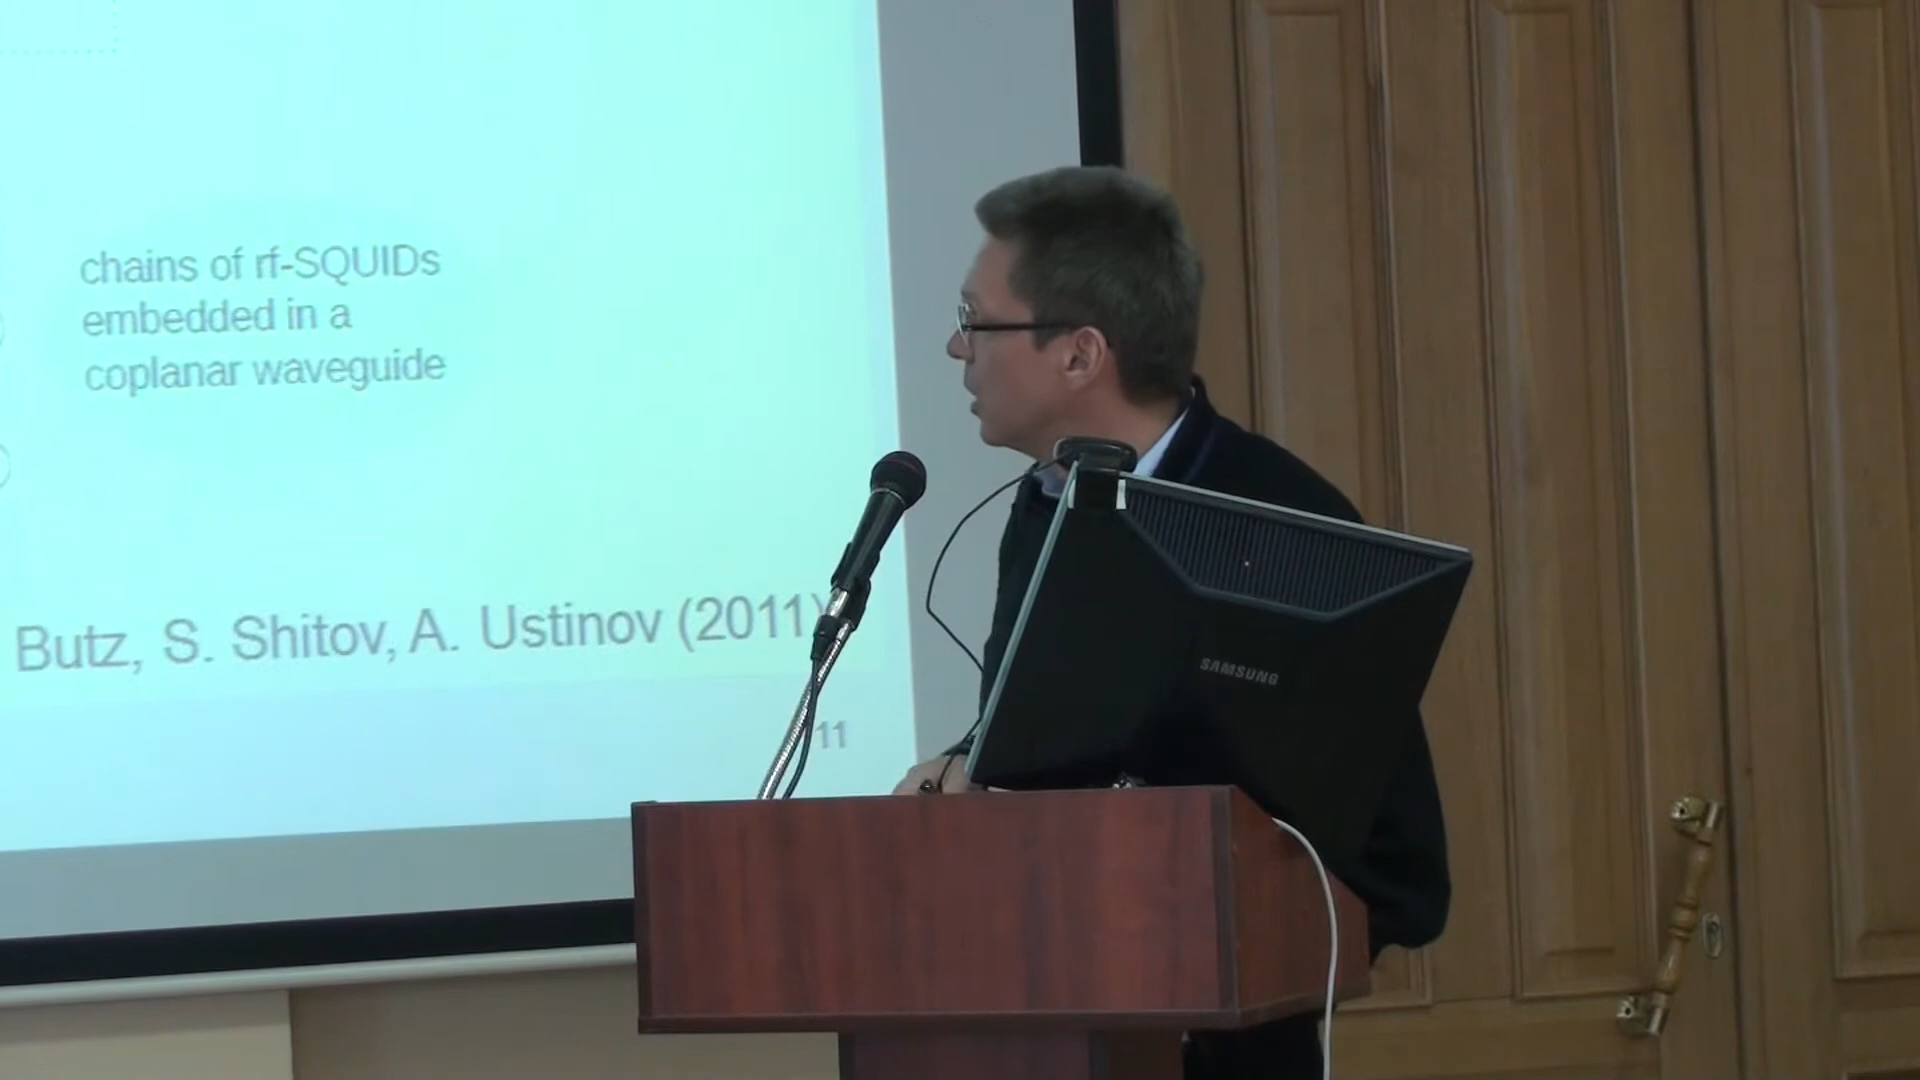 chains of rf-SQUIDs
embedded in a
coplanar waveguide
Butz, S. Shitov, A. Ustinov (2011)
11
SAMSUNG